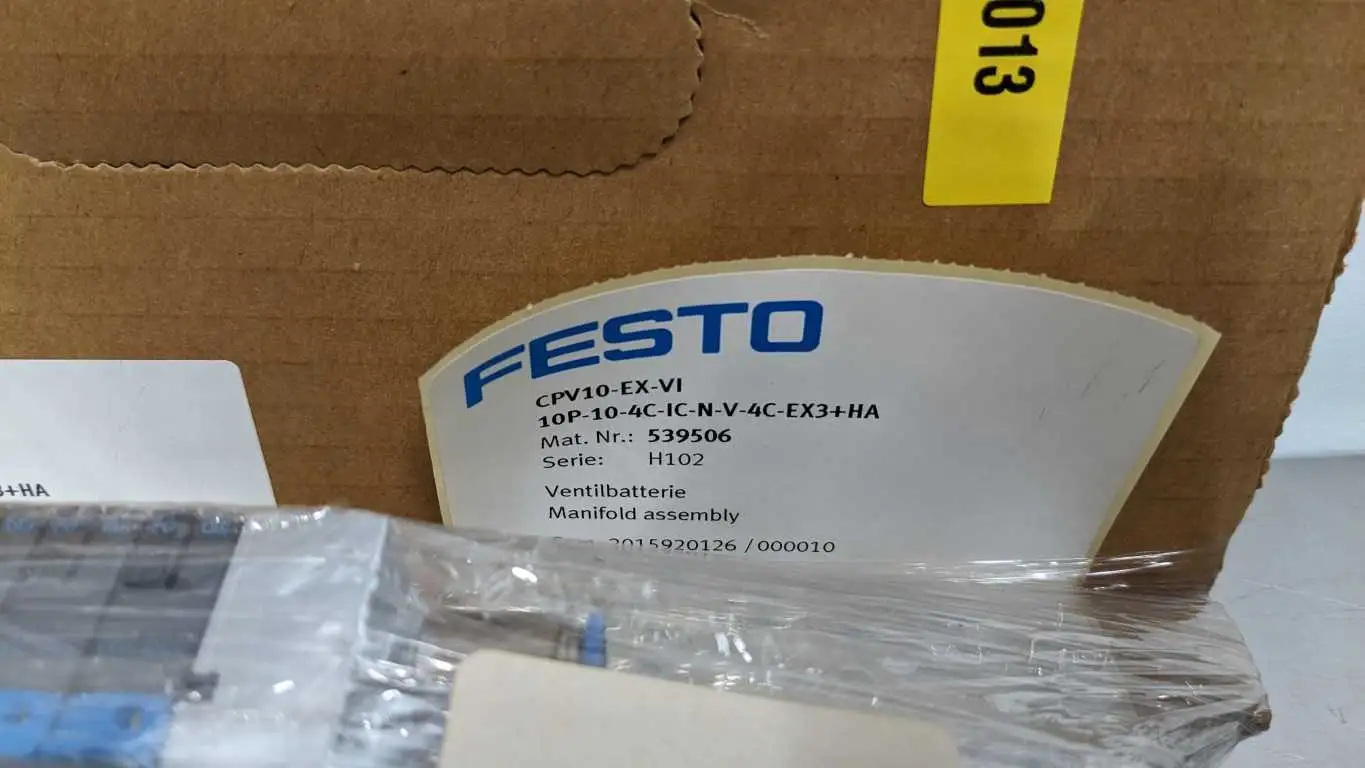 013
FESTO
CPV10-EX-VI
10P-10-4C-IC-N-V-4C-EX3+HA
Mat. Nr.: 539506
Serie: H102
Ventilbatterie
Manifold assembly
2015920126 / 000010
+HA